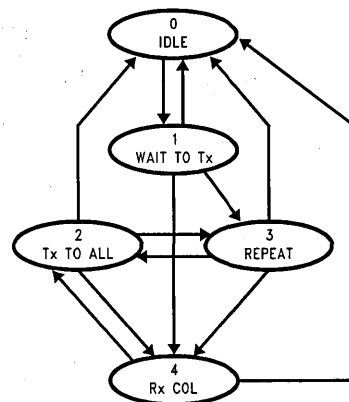 0
IDLE
1
WAIT TO Tx
2
Tx TO ALL
3
REPEAT
4
Rx COL